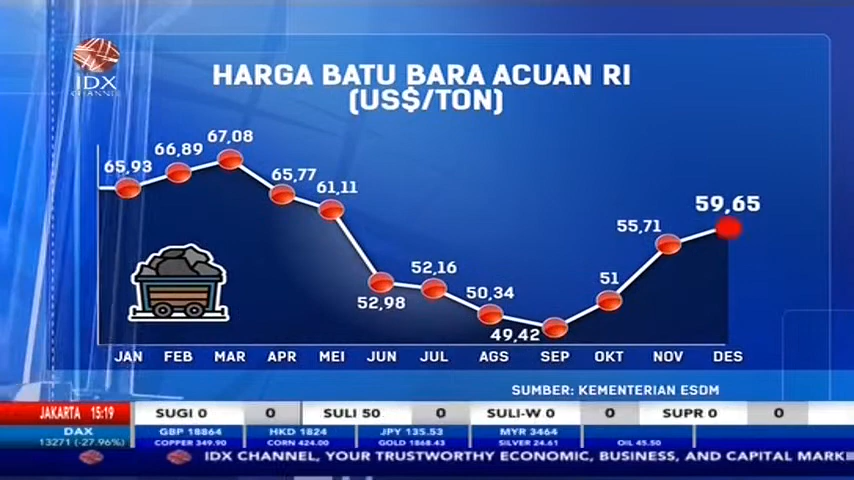 IDX
CHANNEL
HARGA BATU BARA ACUAN RI
(US$/TON)
65,93
66,89
67,08
65,77
61,11
52,98
52,16
50,34
49,42
51
55,71
59,65
JAN FEB MAR APR MEI JUN JUL AGS SEP OKT NOV DES
SUMBER: KEMENTERIAN ESDM
JAKARTA 15:19 SUGI 0 0 SULI 50 0 SULI-W 0 0 SUPR 0 0
DAX GBP 18864 HKD 1824 JPY 135.53 MYR 3464
13271 (-27.96%) COPPER 349.90 CORN 424.00 GOLD 1868.43 SILVER 24.61 OIL 45.50
IDX CHANNEL, YOUR TRUSTWORTHY ECONOMIC, BUSINESS, AND CAPITAL MARK